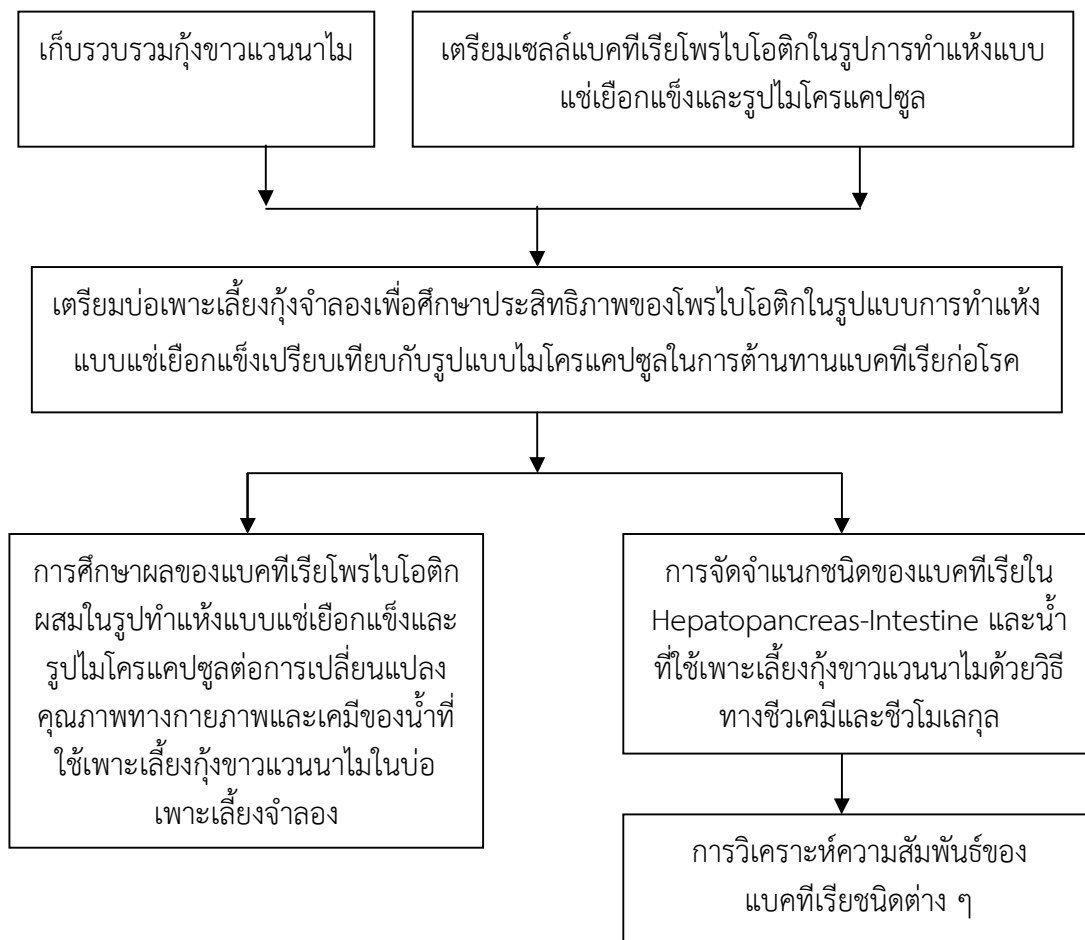 เก็บรวบรวมกุ้งขาวแวนนาไม
เตรียมเซลล์แบคทีเรียโพรไบโอติกในรูปการทำแห้งแบบ
แช่เยือกแข็งและรูปไมโครแคปซูล
เตรียมบ่อเพาะเลี้ยงกุ้งจำลองเพื่อศึกษาประสิทธิภาพของโพรไบโอติกในรูปแบบการทำแห้ง
แบบแช่เยือกแข็งเปรียบเทียบกับรูปแบบไมโครแคปซูลในการต้านทานแบคทีเรียก่อโรค
การศึกษาผลของแบคทีเรียโพรไบโอติก
ผสมในรูปทำแห้งแบบแช่เยือกแข็งและ
รูปไมโครแคปซูลต่อการเปลี่ยนแปลง
คุณภาพทางกายภาพและเคมีของน้ำที่
ใช้เพาะเลี้ยงกุ้งขาวแวนนาไมในบ่อ
เพาะเลี้ยงจำลอง
การจัดจำแนกชนิดของแบคทีเรียใน
Hepatopancreas-Intestine และน้ำ
ที่ใช้เพาะเลี้ยงกุ้งขาวแวนนาไมด้วยวิธี
ทางชีวเคมีและชีวโมเลกุล
การวิเคราะห์ความสัมพันธ์ของ
แบคทีเรียชนิดต่าง ๆ